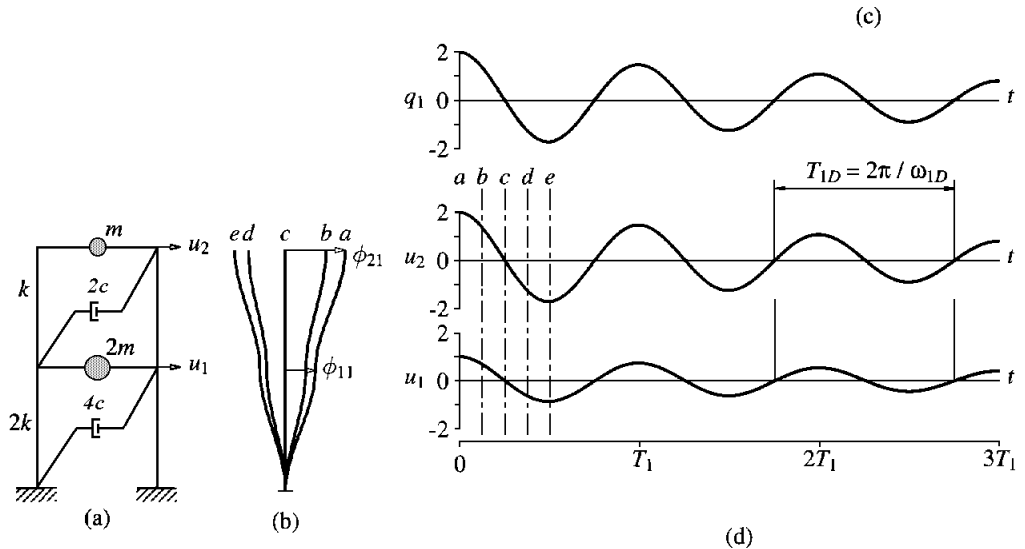 (c)
2
q1 0
-2
t
a b c d e
T1D = 2π / ω1D
2
u2 0
-2
t
2
u1 0
-2
t
0 T1 2T1 3T1
(d)
m
u2
k
2c
2m
u1
4c
2k
(a)
e d c b a
ϕ21
ϕ11
(b)